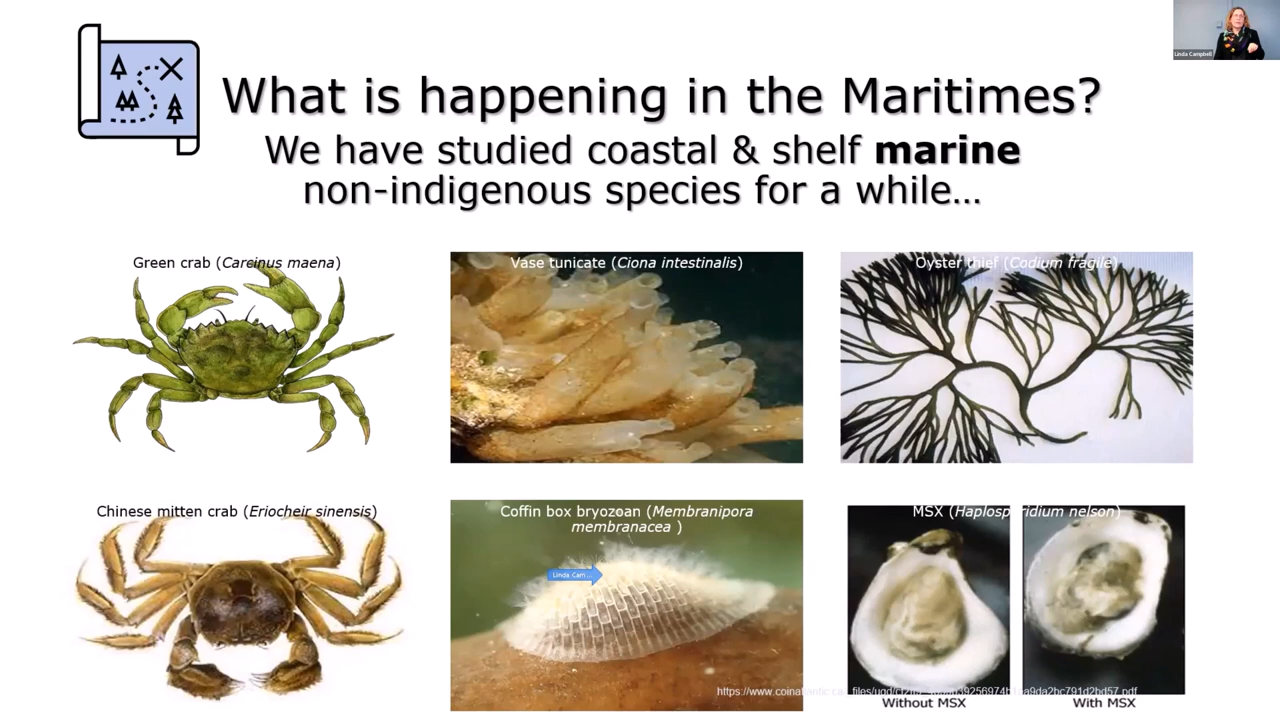 Linda Campbell
What is happening in the Maritimes?
We have studied coastal & shelf marine
non-indigenous species for a while…
Green crab (Carcinus maena)
Vase tunicate (Ciona intestinalis)
Oyster thief (Codium fragile)
Chinese mitten crab (Eriocheir sinensis)
Coffin box bryozoan (Membranipora
membranacea )
Linda Cam...
MSX (Haplosporidium nelson)
Without MSX
With MSX